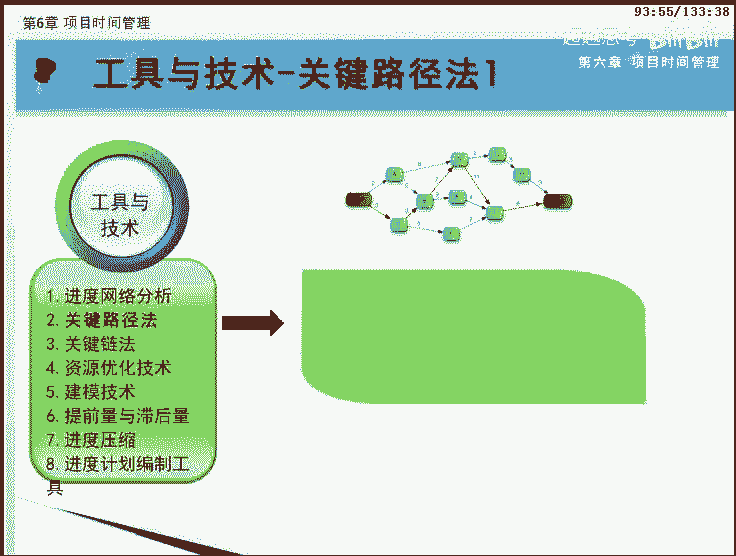 第6章 项目时间管理
93:55/133:38
第六章 项目时间管理
工具与技术-关键路径法1
工具与
技术
1.进度网络分析
2.关键路径法
3.关键链法
4.资源优化技术
5.建模技术
6.提前量与滞后量
7.进度压缩
8.进度计划编制工
具